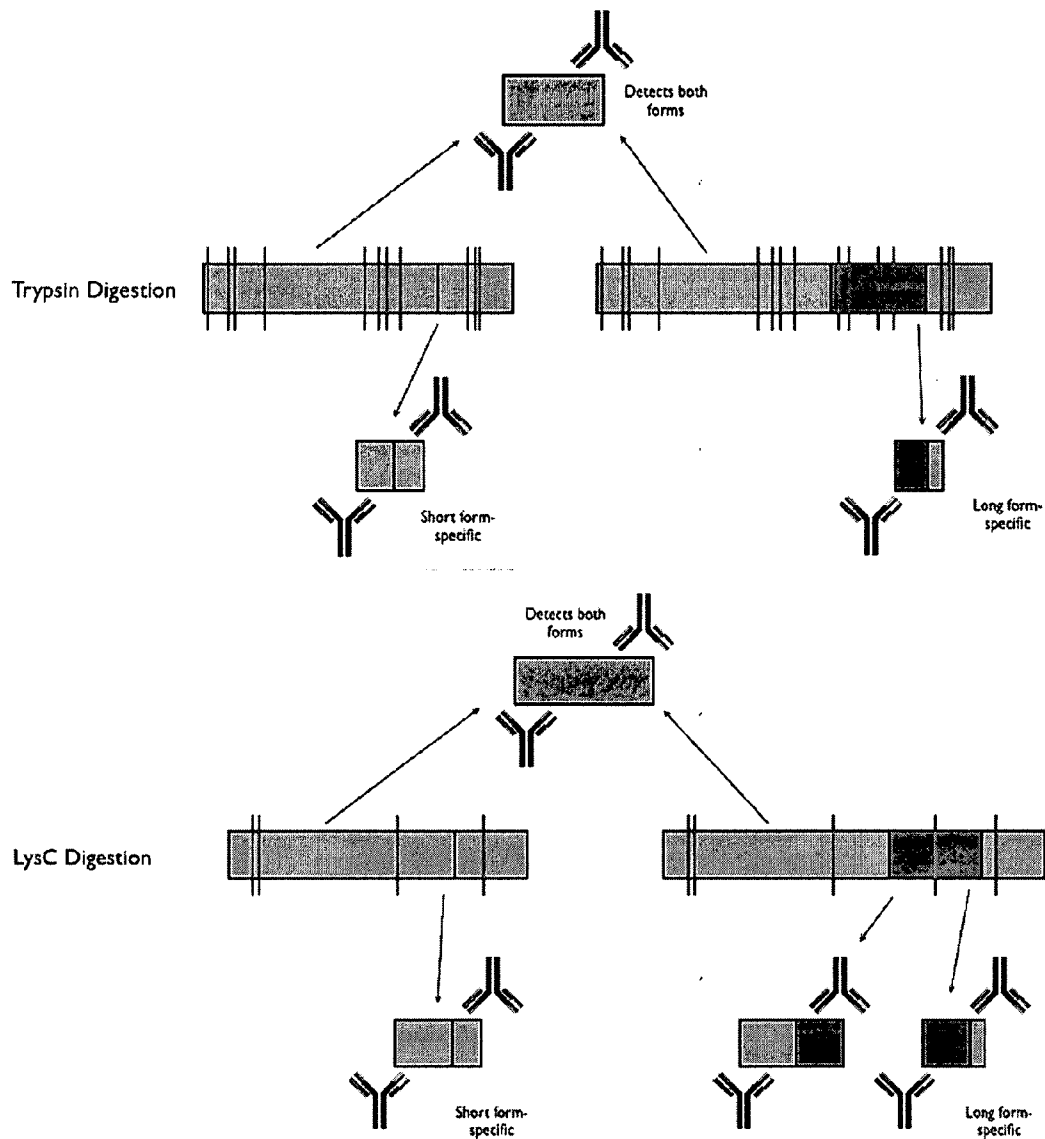 Detects both
forms
Trypsin Digestion
Short form-
specific
Long form-
specific
Detects both
forms
LysC Digestion
Short form-
specific
Long form-
specific